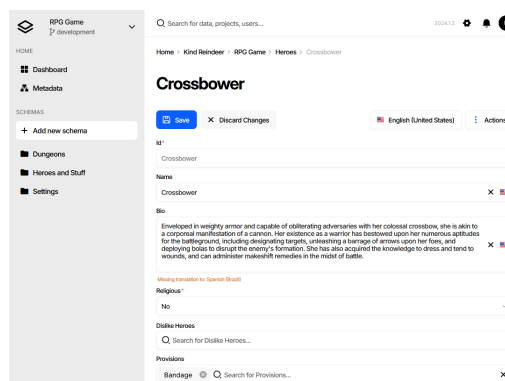 RPG Game
development
Search for data, projects, users...
2024.1.2
HOME
Home > Kind Reindeer > RPG Game > Heroes > Crossbower
Dashboard
Metadata
Crossbower
SCHEMAS
Save
Discard Changes
English (United States)
Actions
+ Add new schema
Id*
Crossbower
Dungeons
Heroes and Stuff
Settings
Name
Crossbower
Bio
Enveloped in weighty armor and capable of obliterating adversaries with her colossal crossbow, she is akin to
a corporeal manifestation of a cannon. Her existence as a warrior has bestowed upon her numerous aptitudes
for the battleground, including designating targets, unleashing a barrage of arrows upon her foes, and
deploying bolas to disrupt the enemy's formation. She has also acquired the knowledge to dress and tend to
wounds, and can administer makeshift remedies in the midst of battle.
Missing translation to: Spanish (Brazil)
Religious*
No
Dislike Heroes
Search for Dislike Heroes...
Provisions
Bandage
Search for Provisions...